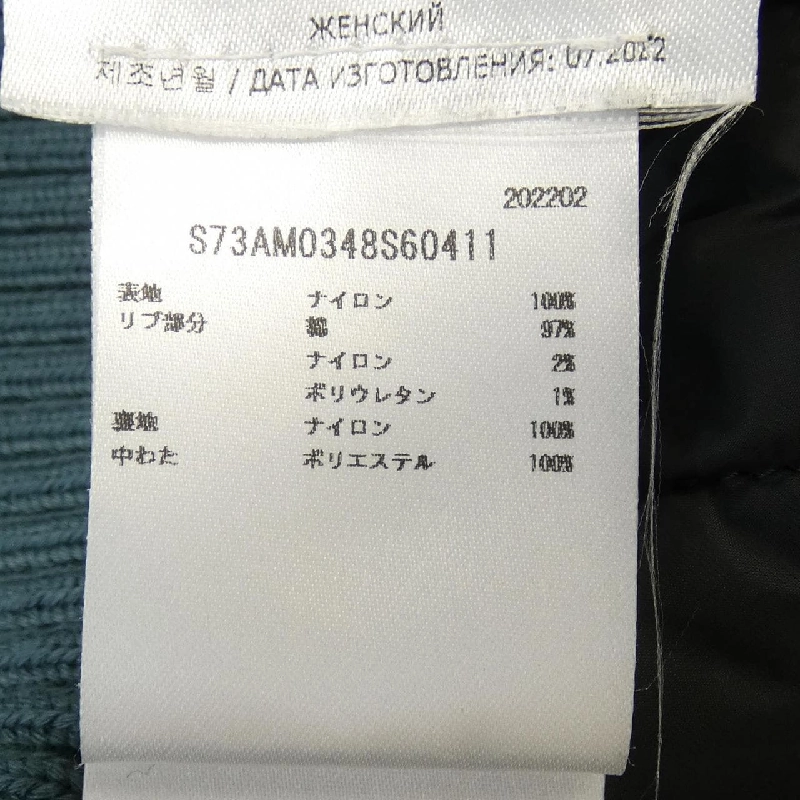 ЖЕНСКИЙ
제조년월 / ДАТА ИЗГОТОВЛЕНИЯ: 07.2022
202202
S73AM0348S60411
表地 ナイロン 100%
リブ部分 綿 97%
ナイロン 2%
ポリウレタン 1%
裏地 ナイロン 100%
中わた ポリエステル 100%